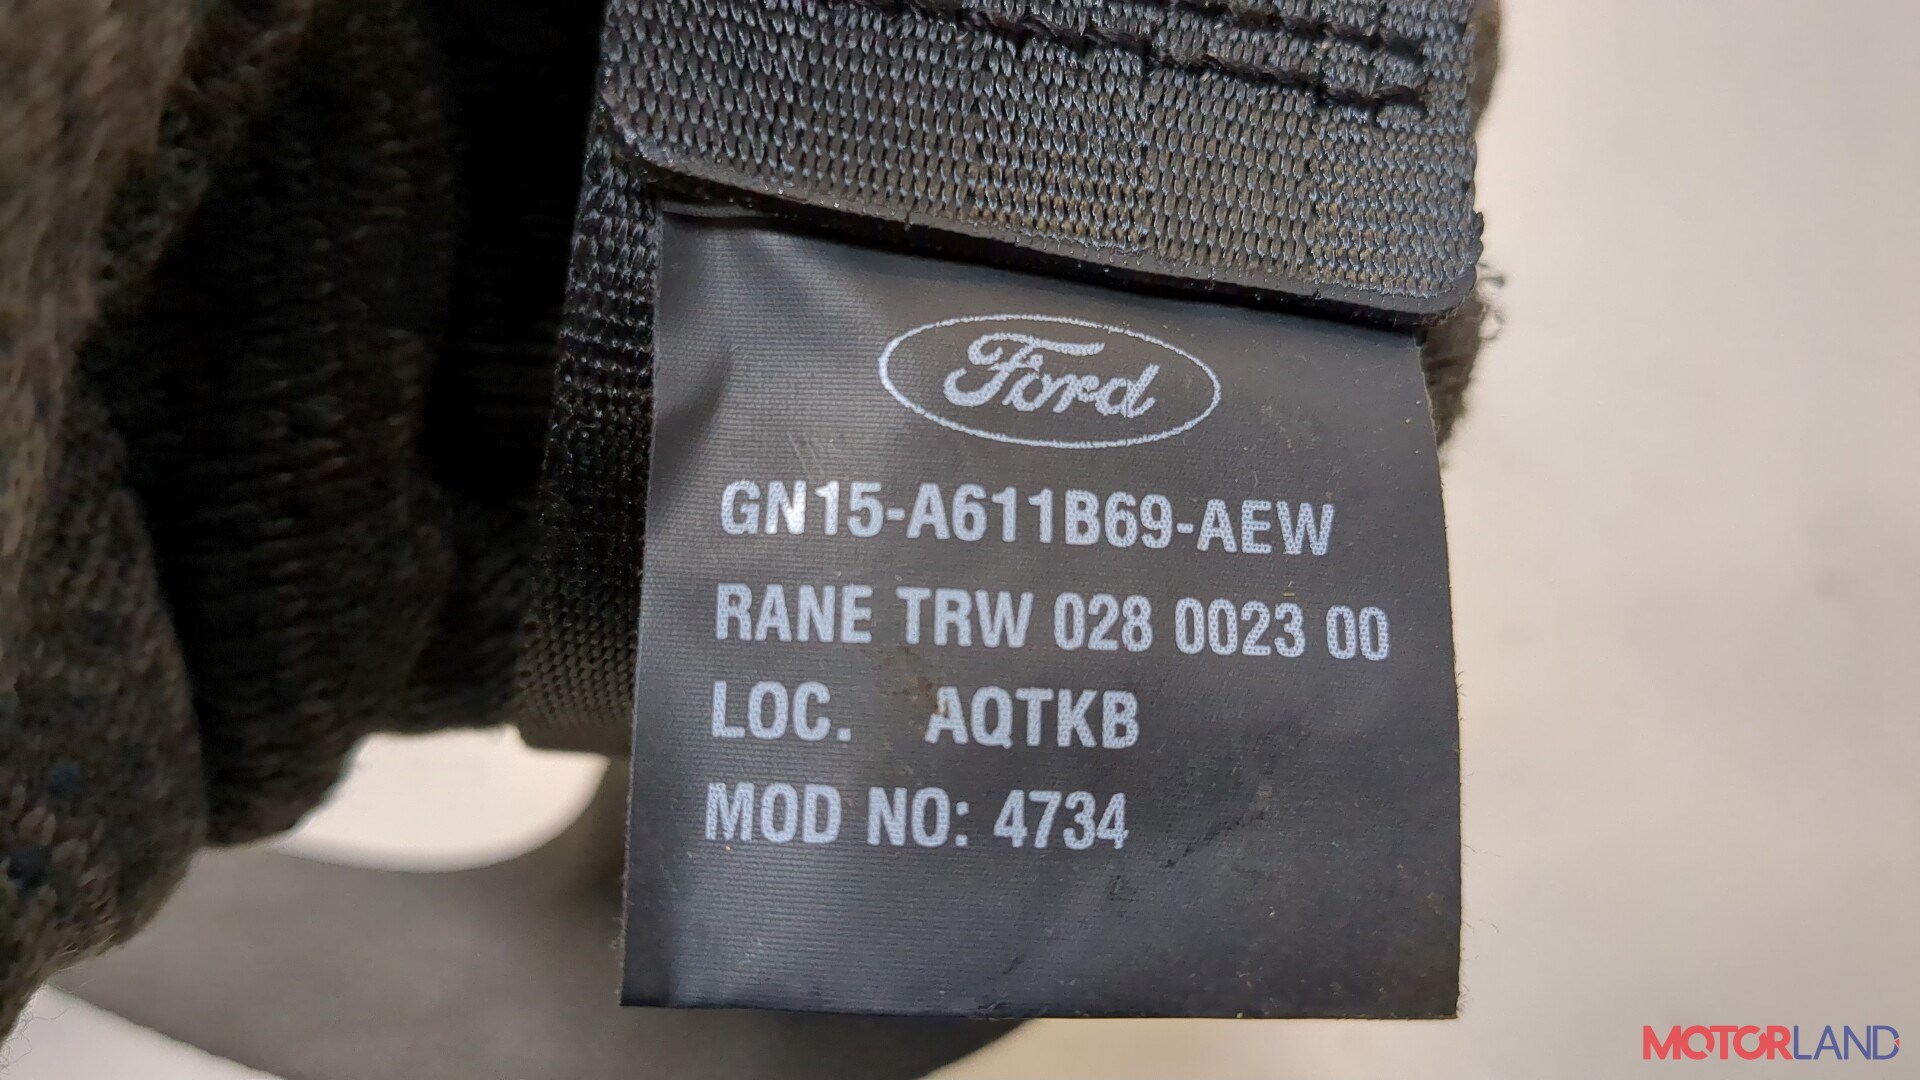 Ford
GN15-A611B69-AEW
RANE TRW 028 0023 00
LOC. AQTKB
MOD NO: 4734
MOTORLAND